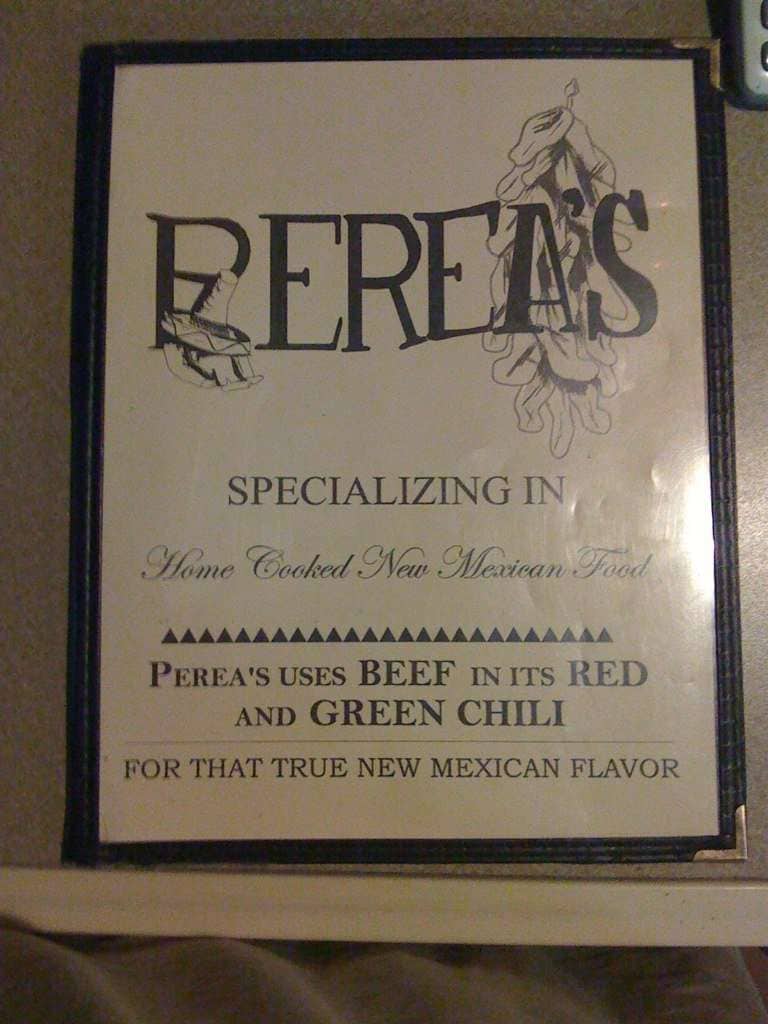 PEREA'S
SPECIALIZING IN
Home Cooked New Mexican Food
PEREA'S USES BEEF IN ITS RED
AND GREEN CHILI
FOR THAT TRUE NEW MEXICAN FLAVOR